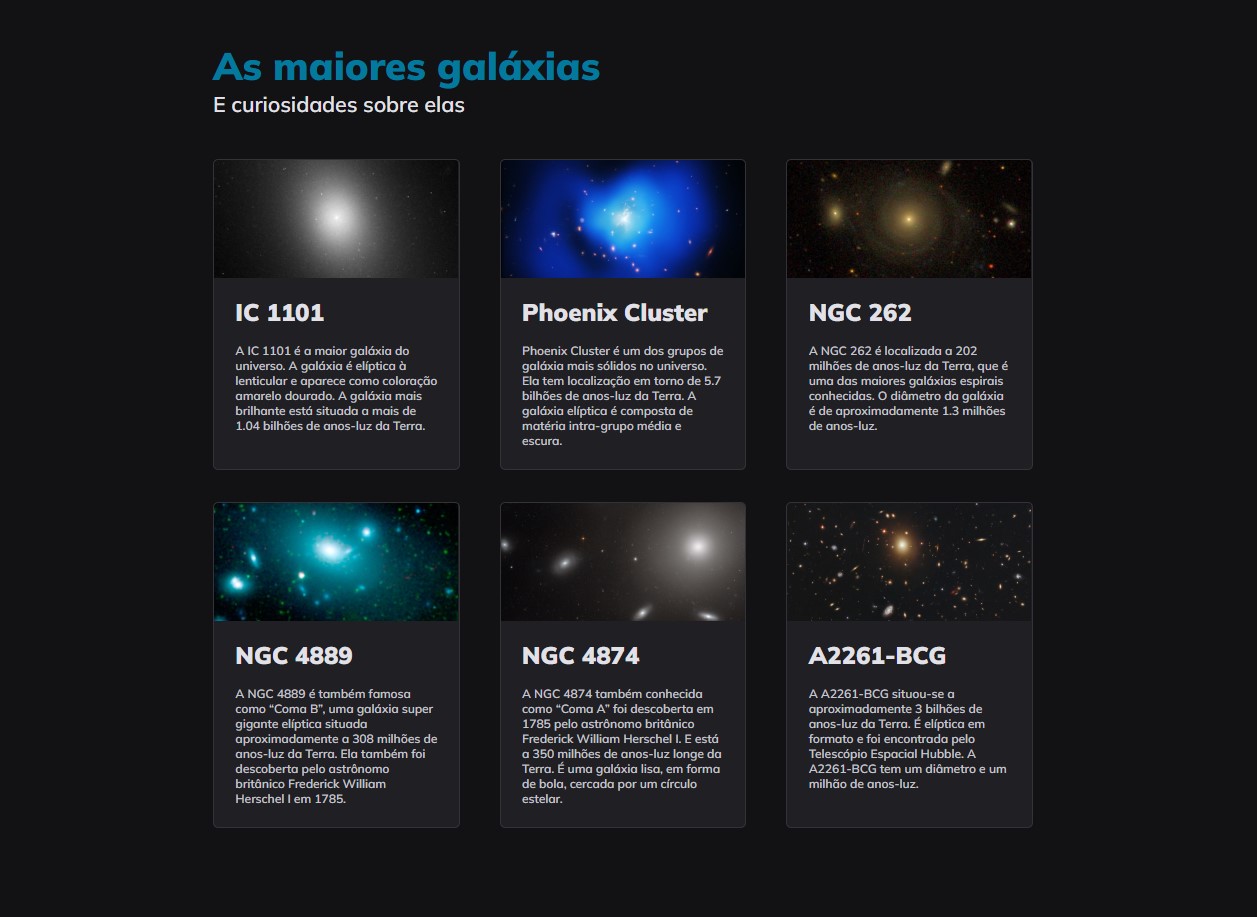 As maiores galáxias
E curiosidades sobre elas
IC 1101
A IC 1101 é a maior galáxia do
universo. A galáxia é elíptica à
lenticular e aparece como coloração
amarelo dourado. A galáxia mais
brilhante está situada a mais de
1.04 bilhões de anos-luz da Terra.
Phoenix Cluster
Phoenix Cluster é um dos grupos de
galáxia mais sólidos no universo.
Ela tem localização em torno de 5.7
bilhões de anos-luz da Terra. A
galáxia elíptica é composta de
matéria intra-grupo média e
escura.
NGC 262
A NGC 262 é localizada a 202
milhões de anos-luz da Terra, que é
uma das maiores galáxias espirais
conhecidas. O diâmetro da galáxia
é de aproximadamente 1.3 milhões
de anos-luz.
NGC 4889
A NGC 4889 é também famosa
como “Coma B”, uma galáxia super
gigante elíptica situada
aproximadamente a 308 milhões de
anos-luz da Terra. Ela também foi
descoberta pelo astrônomo
britânico Frederick William
Herschel I em 1785.
NGC 4874
A NGC 4874 também conhecida
como “Coma A” foi descoberta em
1785 pelo astrônomo britânico
Frederick William Herschel I. E está
a 350 milhões de anos-luz longe da
Terra. É uma galáxia lisa, em forma
de bola, cercada por um círculo
estelar.
A2261-BCG
A A2261-BCG situou-se a
aproximadamente 3 bilhões de
anos-luz da Terra. É elíptica em
formato e foi encontrada pelo
Telescópio Espacial Hubble. A
A2261-BCG tem um diâmetro e um
milhão de anos-luz.